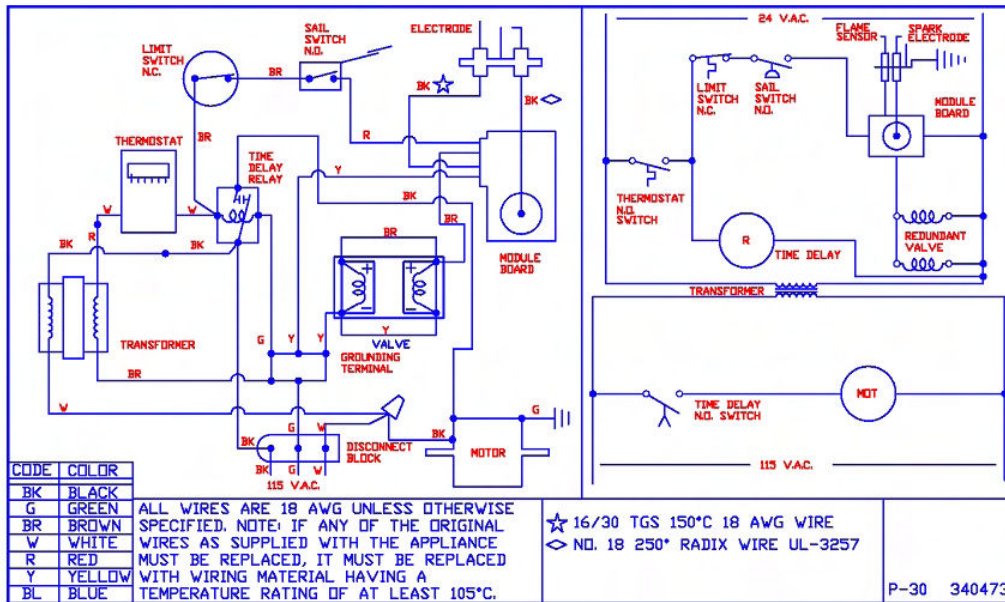 ELECTRODE
SAIL
SWITCH
N.O.
LIMIT
SWITCH
N.C.
BR
BK
BK
R
BR
THERMOSTAT
TIME
DELAY
RELAY
Y
AH
W
W
BK
R
BK
BK
BR
BR
MODULE
BOARD
+
+
-
-
Y
VALVE
TRANSFORMER
G
Y
Y
GROUNDING
TERMINAL
BR
W
G
W
BK
G
BK
DISCONNECT
BLOCK
MOTOR
BK
G
W
115 V.A.C.
24 V.A.C.
FLAME
SENSOR
SPARK
ELECTRODE
LIMIT
SWITCH
N.C.
SAIL
SWITCH
N.O.
MODULE
BOARD
THERMOSTAT
N.O.
SWITCH
R
TIME DELAY
REDUNDANT
VALVE
TRANSFORMER
TIME DELAY
N.O. SWITCH
MOT
115 V.A.C.
CODE COLOR
BK BLACK
G GREEN
BR BROWN
W WHITE
R RED
Y YELLOW
BL BLUE
ALL WIRES ARE 18 AWG UNLESS OTHERWISE
SPECIFIED. NOTE: IF ANY OF THE ORIGINAL
WIRES AS SUPPLIED WITH THE APPLIANCE
MUST BE REPLACED, IT MUST BE REPLACED
WITH WIRING MATERIAL HAVING A
TEMPERATURE RATING OF AT LEAST 105°C.
16/30 TGS 150°C 18 AWG WIRE
NO. 18 250° RADIX WIRE UL-3257
P-30 340473